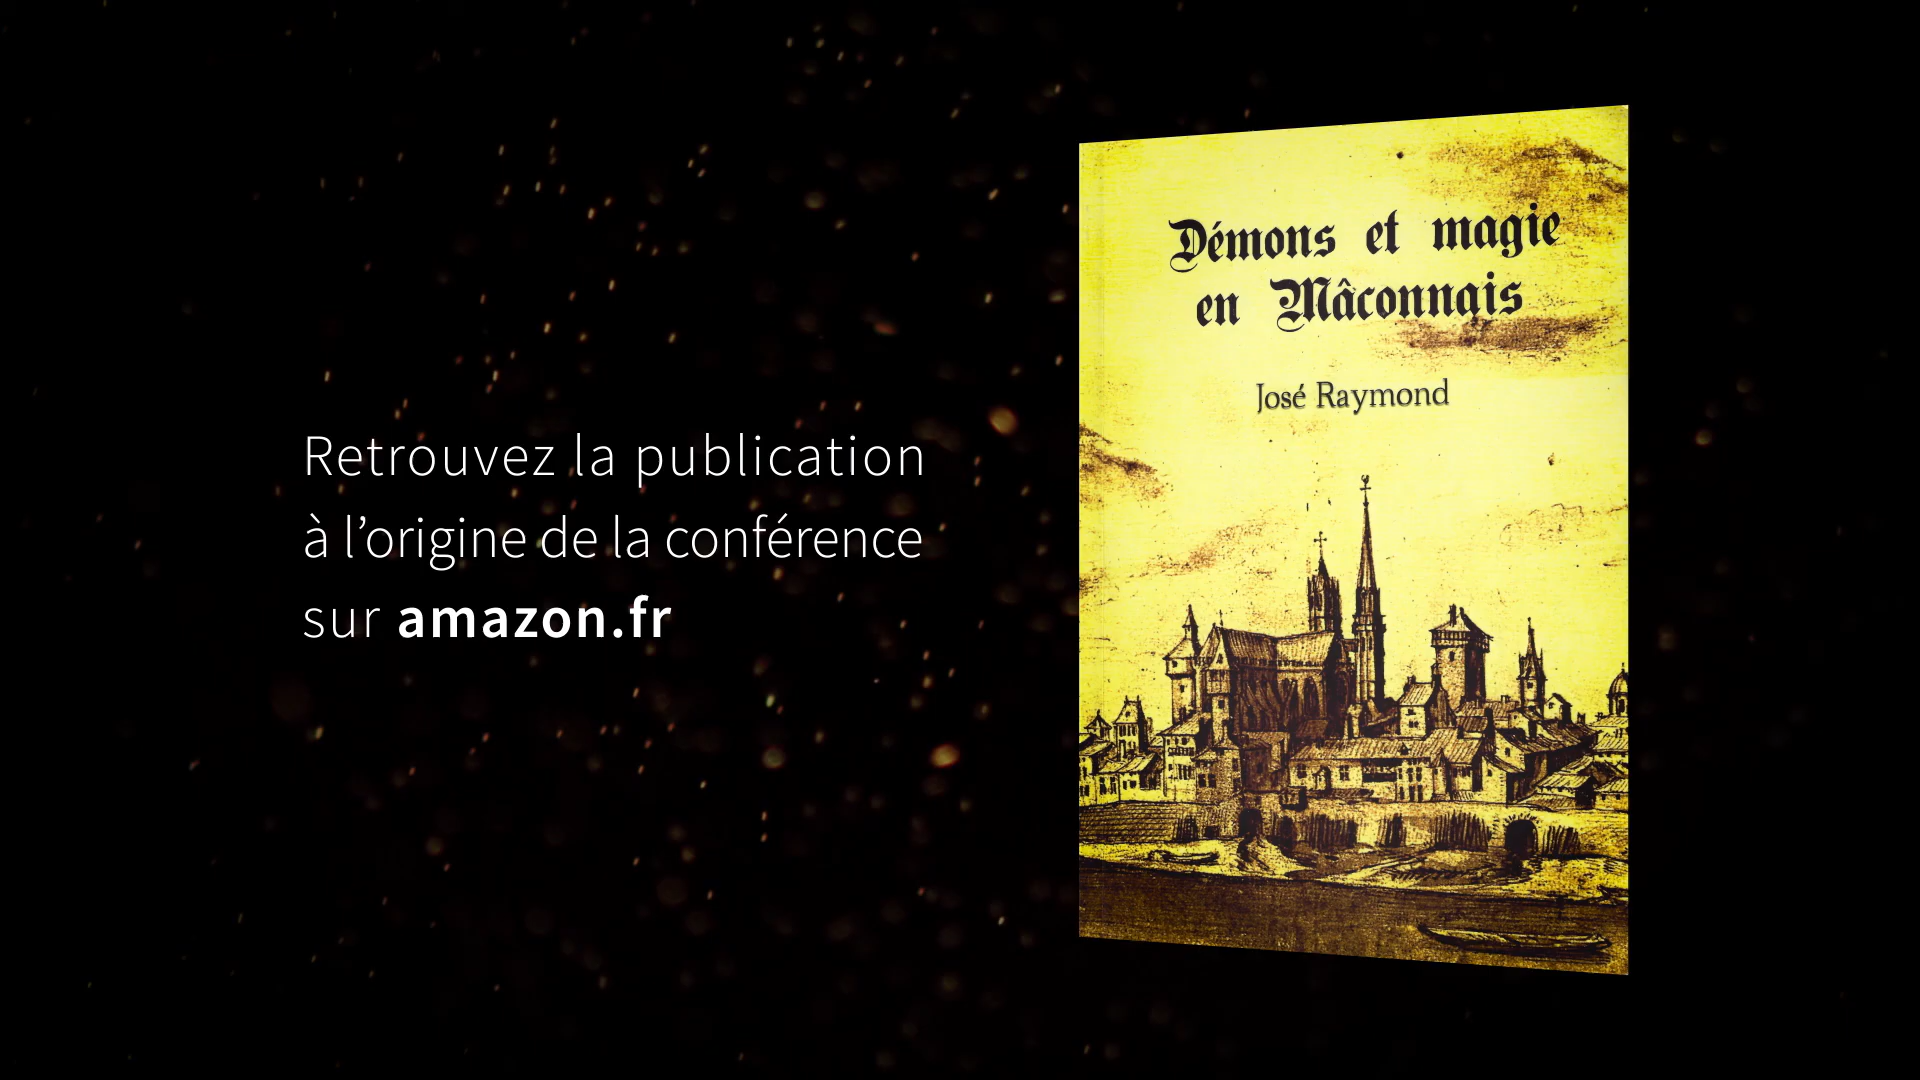 Retrouvez la publication
à l’origine de la conférence
sur amazon.fr
Démons et magie
en Mâconnais
José Raymond